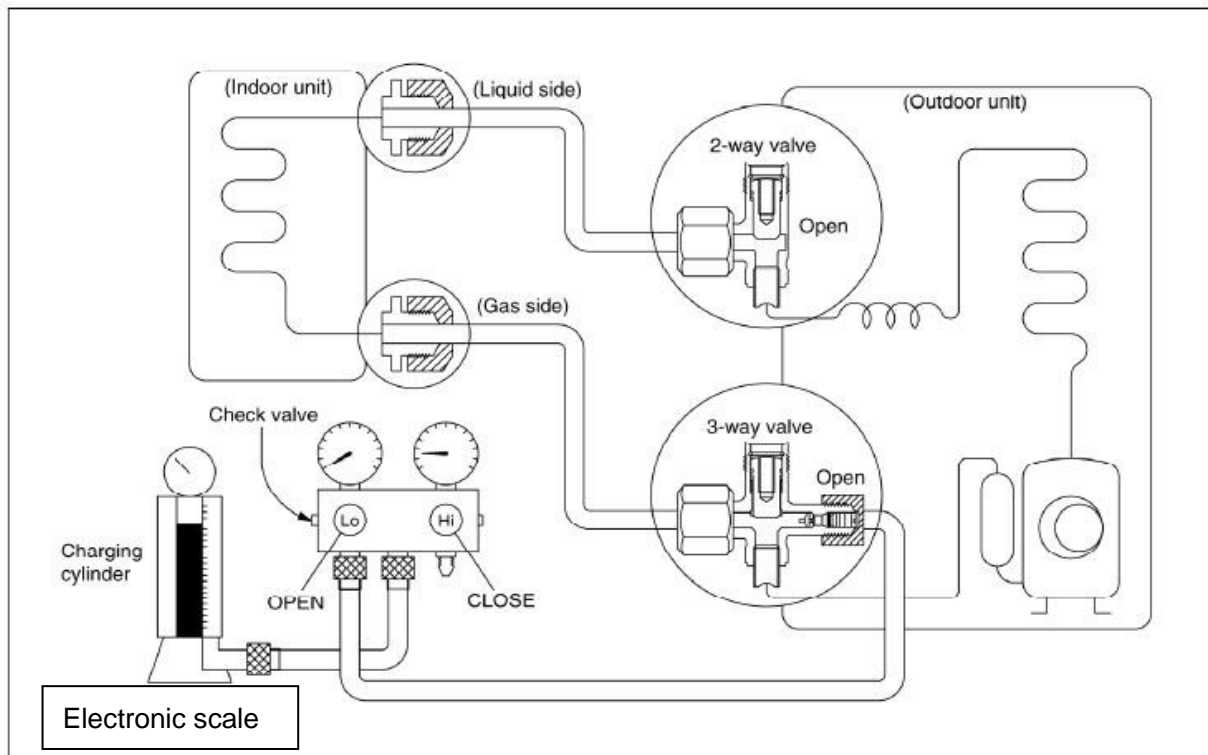 (Indoor unit)
(Liquid side)
(Outdoor unit)
2-way valve
Open
(Gas side)
Check valve
3-way valve
Open
Lo
Hi
Charging
cylinder
OPEN
CLOSE
Electronic scale